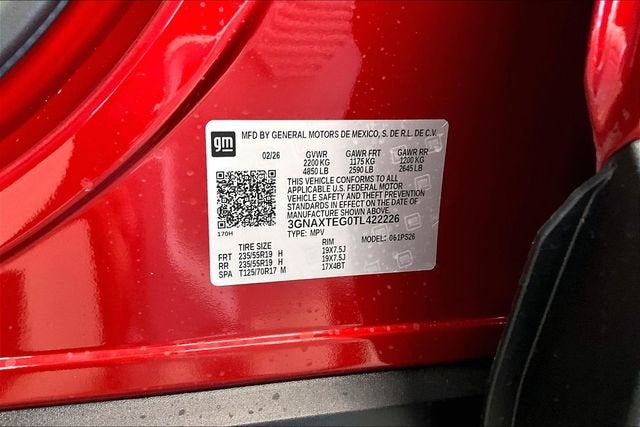 gm MFD BY GENERAL MOTORS DE MEXICO, S. DE R.L. DE C.V.
02/26 GVWR GAWR FRT GAWR RR
2200 KG 1175 KG 1200 KG
4850 LB 2590 LB 2645 LB
THIS VEHICLE CONFORMS TO ALL
APPLICABLE U.S. FEDERAL MOTOR
VEHICLE SAFETY AND THEFT PREVENTION
STANDARDS IN EFFECT ON THE DATE OF
MANUFACTURE SHOWN ABOVE.
3GNAXTEG0TL422226
170H TYPE: MPV MODEL: 061PS26
TIRE SIZE RIM
FRT 235/55R19 H 19X7.5J
RR 235/55R19 H 19X7.5J
SPA T125/70R17 M 17X4BT